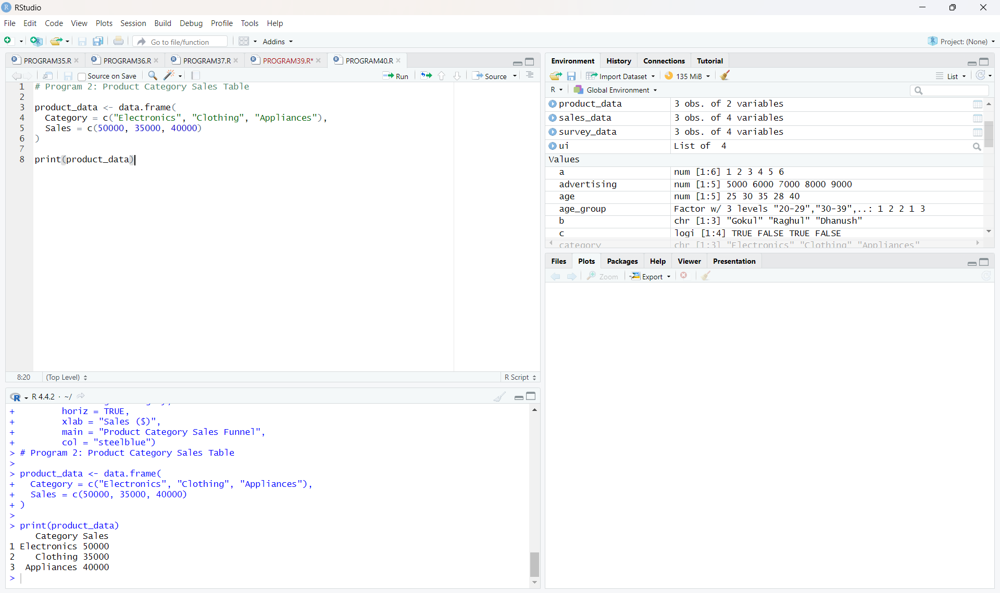 RStudio
File Edit Code View Plots Session Build Debug Profile Tools Help
Go to file/function Addins Project: (None)
PROGRAM35.R PROGRAM36.R PROGRAM37.R PROGRAM39.R* PROGRAM40.R
Source on Save Run Source
1 # Program 2: Product Category Sales Table
2
3 product_data <- data.frame(
4   Category = c("Electronics", "Clothing", "Appliances"),
5   Sales = c(50000, 35000, 40000)
6 )
7
8 print(product_data)
8:20 (Top Level) R Script
R 4.4.2 · ~/
+         horiz = TRUE,
+         xlab = "Sales ($)",
+         main = "Product Category Sales Funnel",
+         col = "steelblue")
> # Program 2: Product Category Sales Table
>
> product_data <- data.frame(
+   Category = c("Electronics", "Clothing", "Appliances"),
+   Sales = c(50000, 35000, 40000)
+ )
>
> print(product_data)
     Category Sales
1 Electronics 50000
2    Clothing 35000
3  Appliances 40000
>
Environment History Connections Tutorial
Import Dataset 135 MiB List
R Global Environment
product_data 3 obs. of 2 variables
sales_data 3 obs. of 4 variables
survey_data 3 obs. of 4 variables
ui List of  4
Values
a num [1:6] 1 2 3 4 5 6
advertising num [1:5] 5000 6000 7000 8000 9000
age num [1:5] 25 30 35 28 40
age_group Factor w/ 3 levels "20-29","30-39",..: 1 2 2 1 3
b chr [1:3] "Gokul" "Raghul" "Dhanush"
c logi [1:4] TRUE FALSE TRUE FALSE
category chr [1:3] "Electronics" "Clothing" "Appliances"
Files Plots Packages Help Viewer Presentation
Zoom Export